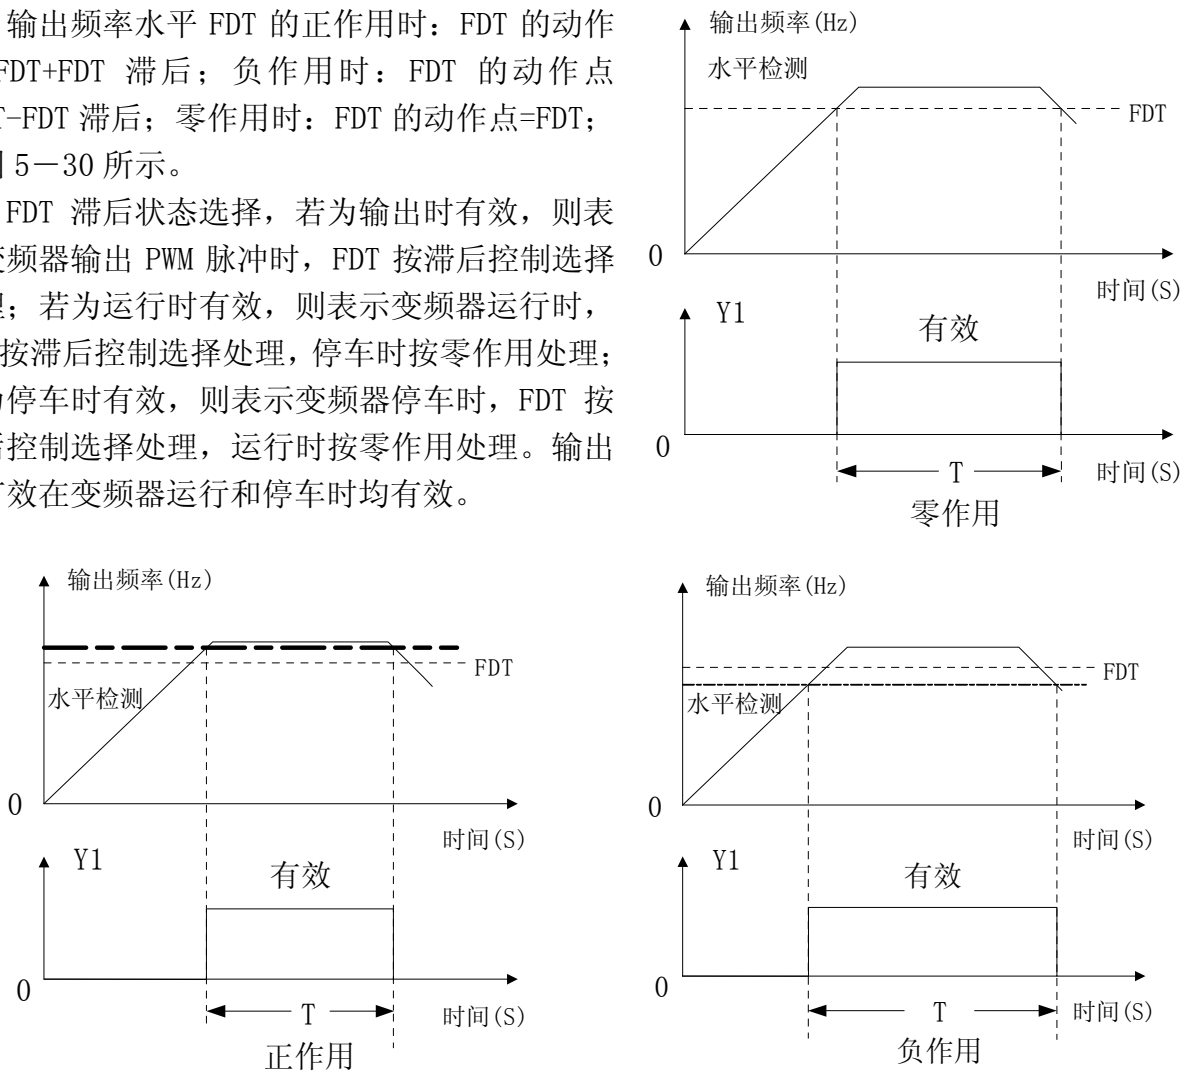 输出频率水平 FDT 的正作用时：FDT 的动作
FDT+FDT 滞后；负作用时：FDT 的动作点
-FDT 滞后；零作用时：FDT 的动作点=FDT；
5－30 所示。
FDT 滞后状态选择，若为输出时有效，则表
频器输出 PWM 脉冲时，FDT 按滞后控制选择
；若为运行时有效，则表示变频器运行时，
按滞后控制选择处理，停车时按零作用处理；
停车时有效，则表示变频器停车时，FDT 按
控制选择处理，运行时按零作用处理。输出
有效在变频器运行和停车时均有效。
输出频率(Hz)
水平检测
FDT
0
时间(S)
Y1
有效
0
T
时间(S)
零作用
输出频率(Hz)
FDT
水平检测
0
时间(S)
Y1
有效
0
T
时间(S)
正作用
输出频率(Hz)
FDT
水平检测
0
时间(S)
Y1
有效
0
T
时间(S)
负作用